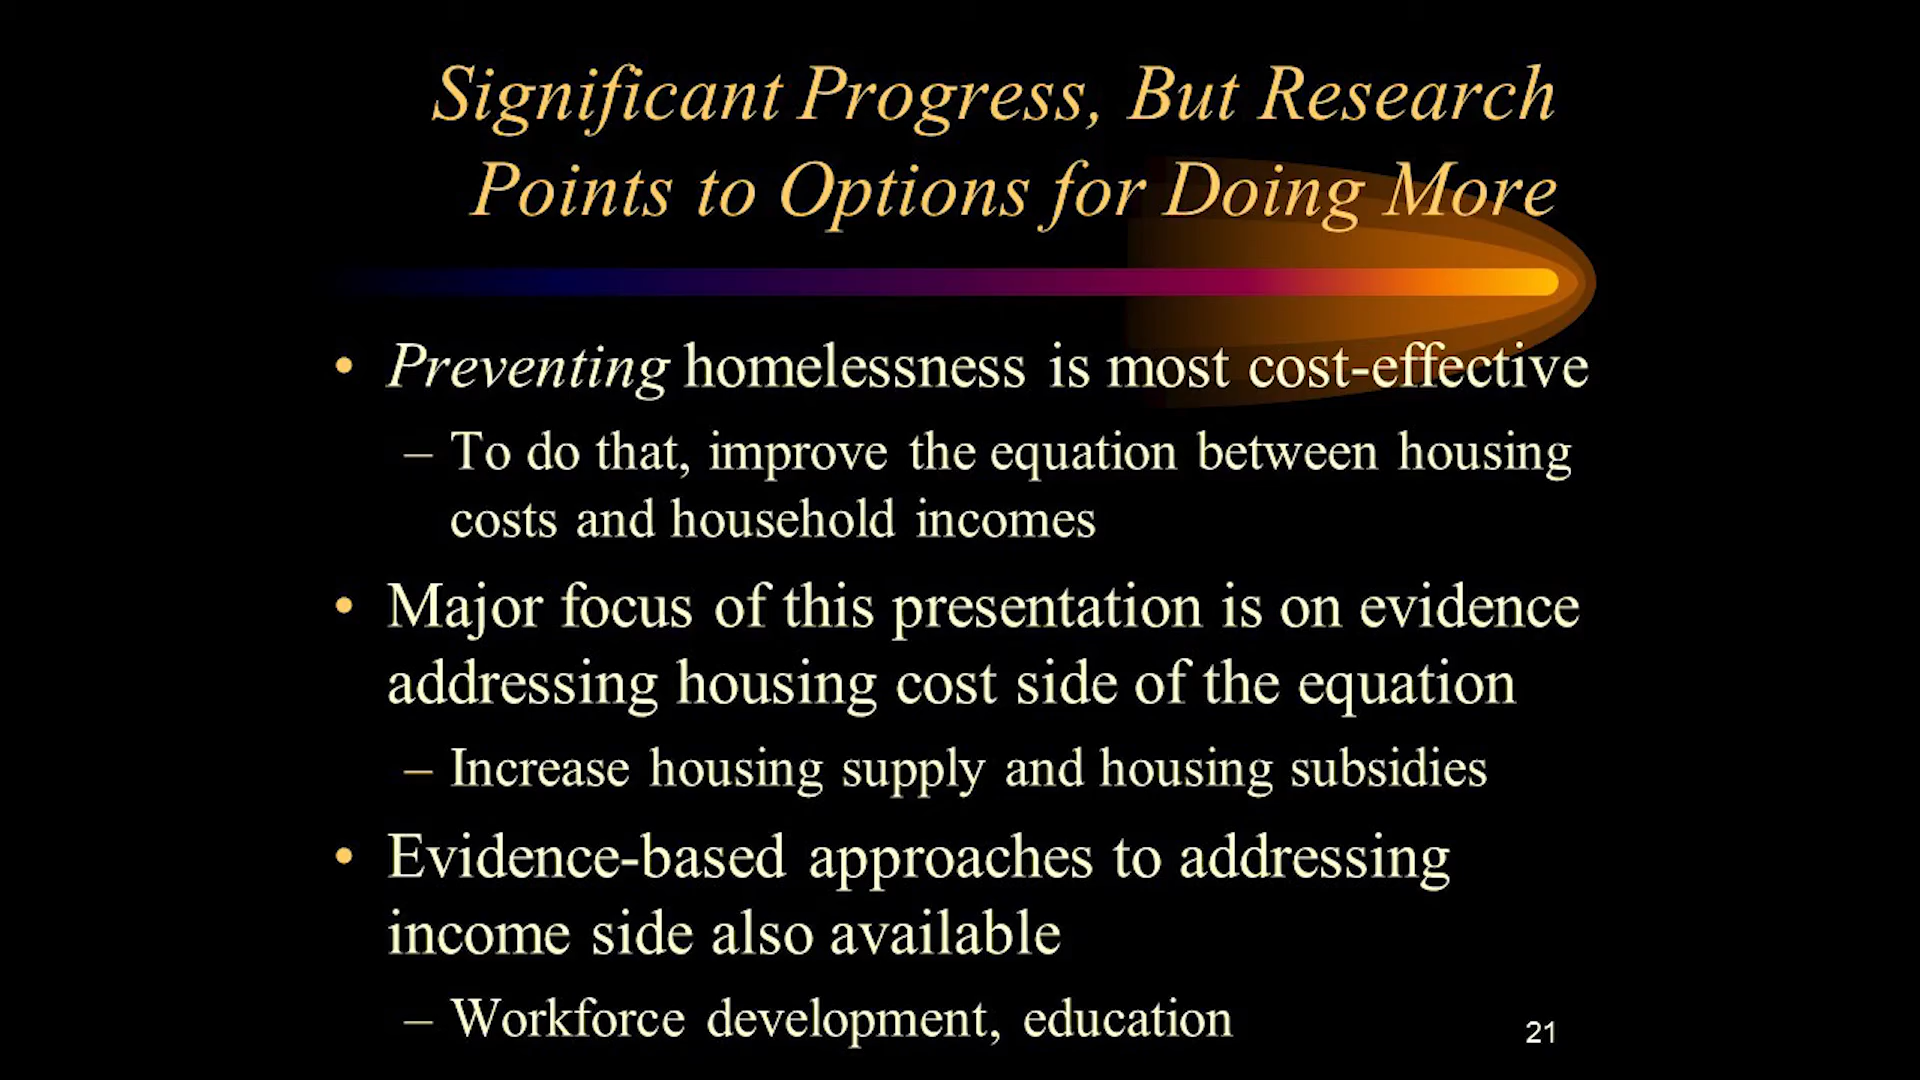 Significant Progress, But Research
Points to Options for Doing More
• Preventing homelessness is most cost-effective
– To do that, improve the equation between housing
costs and household incomes
• Major focus of this presentation is on evidence
addressing housing cost side of the equation
– Increase housing supply and housing subsidies
• Evidence-based approaches to addressing
income side also available
– Workforce development, education
21